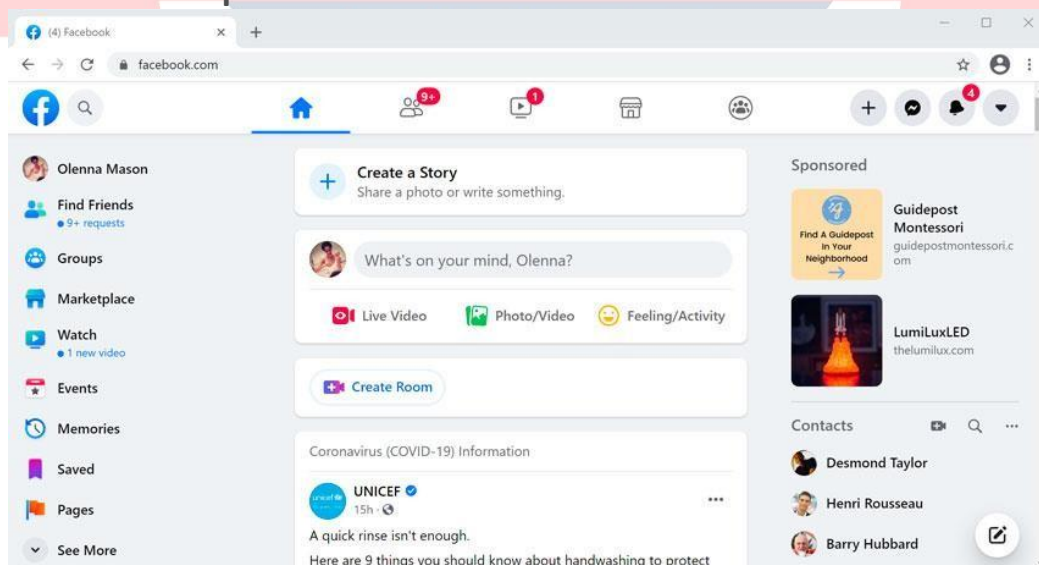 (4) Facebook
facebook.com
9+
1
4
Olenna Mason
Find Friends
9+ requests
Groups
Marketplace
Watch
1 new video
Events
Memories
Saved
Pages
See More
Create a Story
Share a photo or write something.
What's on your mind, Olenna?
Live Video
Photo/Video
Feeling/Activity
Create Room
Coronavirus (COVID-19) Information
unicef
UNICEF
15h
A quick rinse isn't enough.
Here are 9 things you should know about handwashing to protect
Sponsored
Find A Guidepost
In Your
Neighborhood
Guidepost
Montessori
guidepostmontessori.c
om
LumiLuxLED
thelumilux.com
Contacts
Desmond Taylor
Henri Rousseau
Barry Hubbard